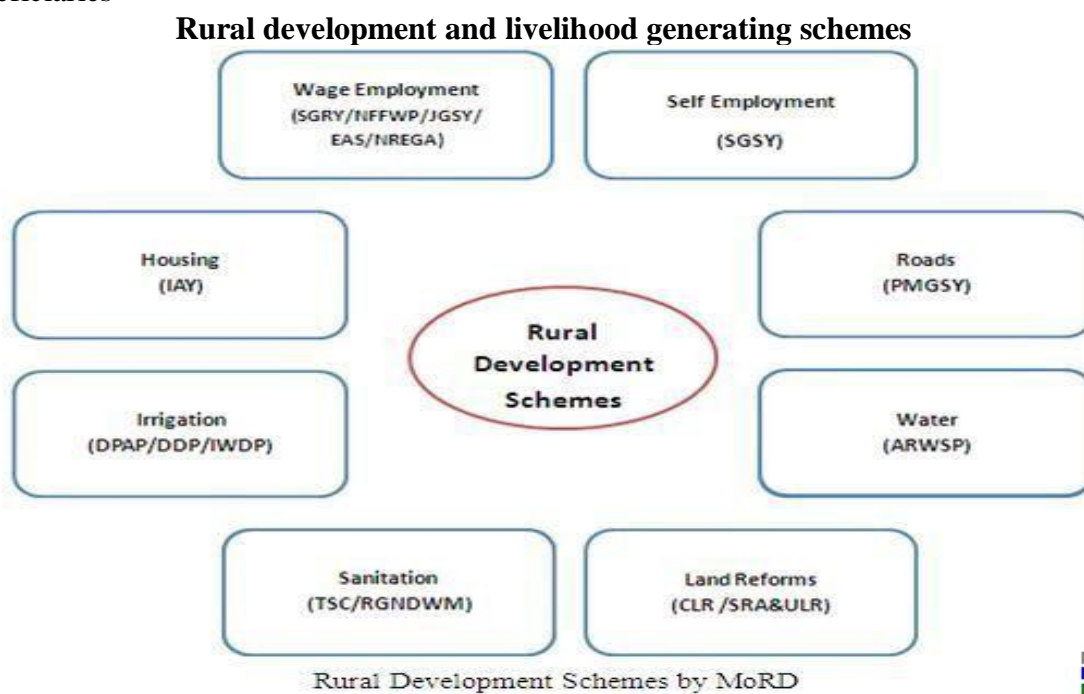 Rural development and livelihood generating schemes
Wage Employment
(SGRY/NFFWP/JGSY/
EAS/NREGA)
Self Employment
(SGSY)
Housing
(IAY)
Roads
(PMGSY)
Rural
Development
Schemes
Irrigation
(DPAP/DDP/IWDP)
Water
(ARWSP)
Sanitation
(TSC/RGNDWM)
Land Reforms
(CLR /SRA&ULR)
Rural Development Schemes by MoRD